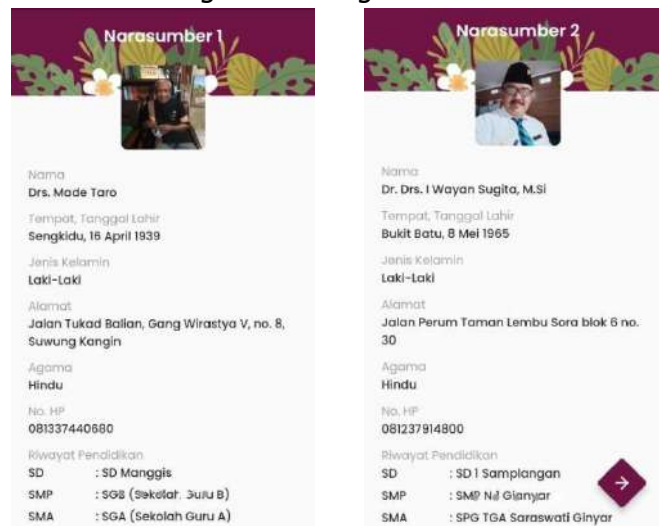 Narasumber 1
Nama
Drs. Made Taro
Tempat, Tanggal Lahir
Sengkidu, 16 April 1939
Jenis Kelamin
Laki-Laki
Alamat
Jalan Tukad Balian, Gang Wirastya V, no. 8,
Suwung Kangin
Agama
Hindu
No. HP
081337440680
Riwayat Pendidikan
SD : SD Manggis
SMP : SGB (Sekolah Guru B)
SMA : SGA (Sekolah Guru A)
Narasumber 2
Nama
Dr. Drs. I Wayan Sugita, M.Si
Tempat, Tanggal Lahir
Bukit Batu, 8 Mei 1965
Jenis Kelamin
Laki-Laki
Alamat
Jalan Perum Taman Lembu Sora blok 6 no.
30
Agama
Hindu
No. HP
081237914800
Riwayat Pendidikan
SD : SD 1 Samplangan
SMP : SMP Gianyar
SMA : SPG TGA Saraswati Ginyar